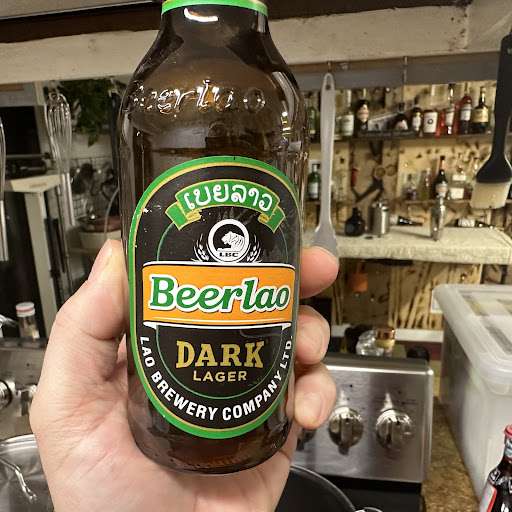 Beerlao
ເບຍລາວ
LBC
Beerlao
DARK
LAGER
LAO BREWERY COMPANY LTD